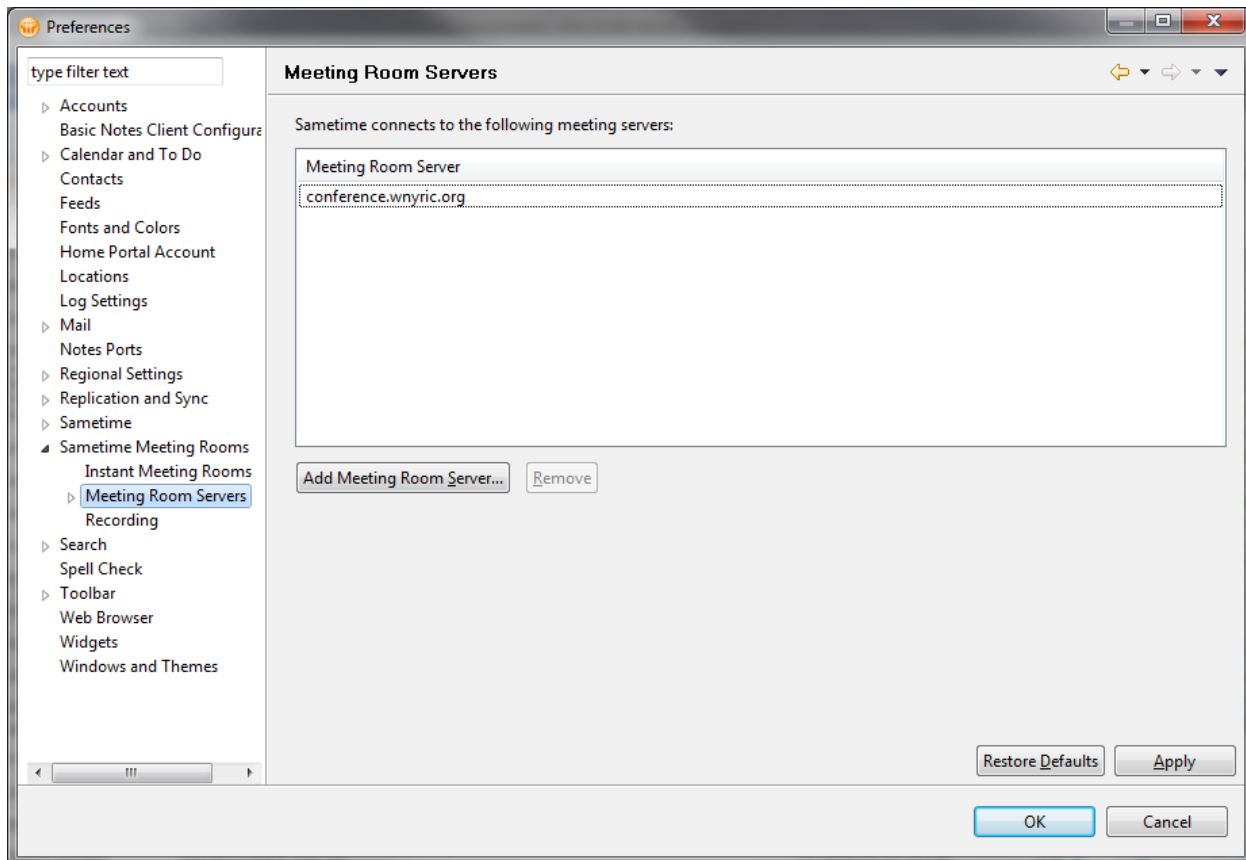 Preferences
type filter text
Accounts
Basic Notes Client Configura
Calendar and To Do
Contacts
Feeds
Fonts and Colors
Home Portal Account
Locations
Log Settings
Mail
Notes Ports
Regional Settings
Replication and Sync
Sametime
Sametime Meeting Rooms
Instant Meeting Rooms
Meeting Room Servers
Recording
Search
Spell Check
Toolbar
Web Browser
Widgets
Windows and Themes
Meeting Room Servers
Sametime connects to the following meeting servers:
Meeting Room Server
conference.wnyric.org
Add Meeting Room Server... Remove
Restore Defaults Apply
OK Cancel